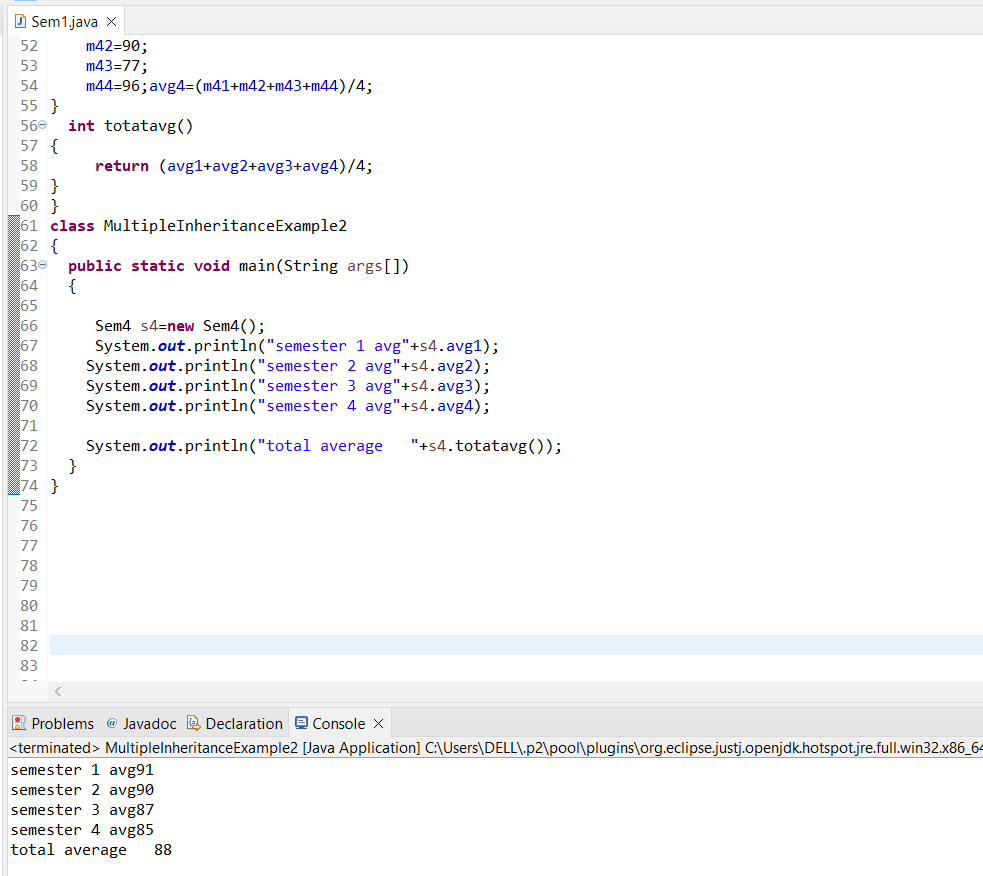 Sem1.java
52 m42=90;
53 m43=77;
54 m44=96;avg4=(m41+m42+m43+m44)/4;
55 }
56 int totatavg()
57 {
58 return (avg1+avg2+avg3+avg4)/4;
59 }
60 }
61 class MultipleInheritanceExample2
62 {
63 public static void main(String args[])
64 {
65
66 Sem4 s4=new Sem4();
67 System.out.println("semester 1 avg"+s4.avg1);
68 System.out.println("semester 2 avg"+s4.avg2);
69 System.out.println("semester 3 avg"+s4.avg3);
70 System.out.println("semester 4 avg"+s4.avg4);
71
72 System.out.println("total average   "+s4.totatavg());
73 }
74 }
75
76
77
78
79
80
81
82
83
Problems @ Javadoc Declaration Console
<terminated> MultipleInheritanceExample2 [Java Application] C:\Users\DELL\.p2\pool\plugins\org.eclipse.justj.openjdk.hotspot.jre.full.win32.x86_64
semester 1 avg91
semester 2 avg90
semester 3 avg87
semester 4 avg85
total average   88